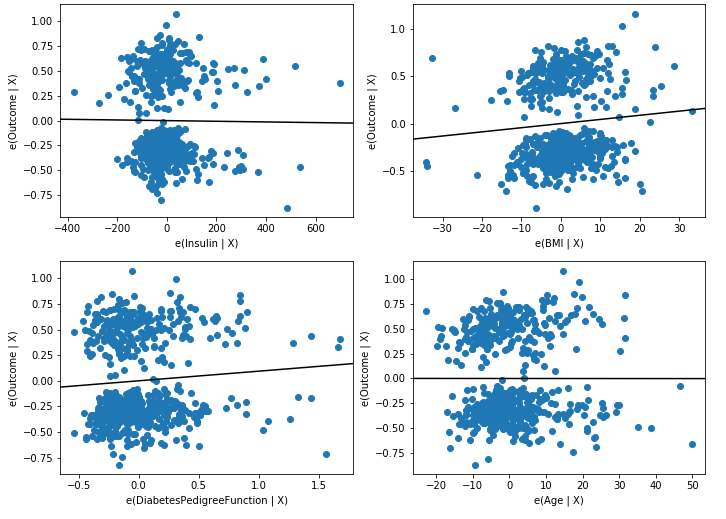 1.00
0.75
0.50
0.25
0.00
−0.25
−0.50
−0.75
e(Outcome | X)
−400 −200 0 200 400 600
e(Insulin | X)
1.0
0.5
0.0
−0.5
e(Outcome | X)
−30 −20 −10 0 10 20 30
e(BMI | X)
1.00
0.75
0.50
0.25
0.00
−0.25
−0.50
−0.75
e(Outcome | X)
−0.5 0.0 0.5 1.0 1.5
e(DiabetesPedigreeFunction | X)
1.00
0.75
0.50
0.25
0.00
−0.25
−0.50
−0.75
e(Outcome | X)
−20 −10 0 10 20 30 40 50
e(Age | X)